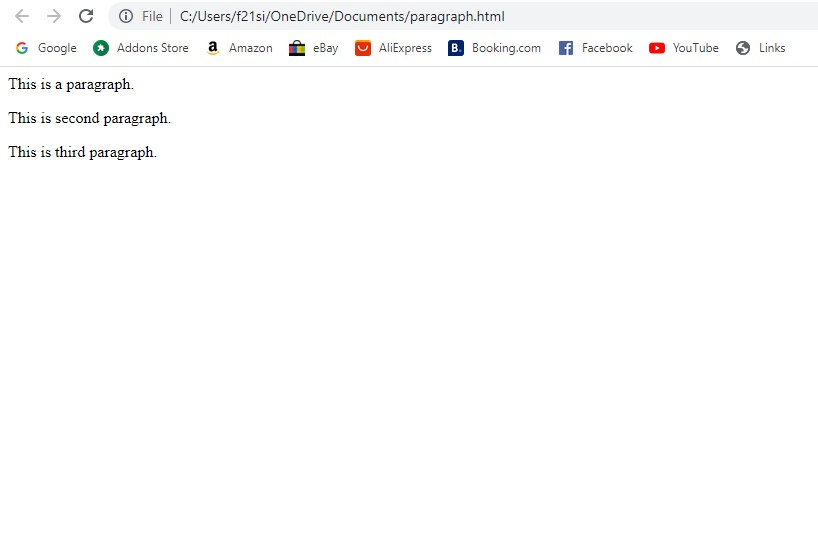 File | C:/Users/f21si/OneDrive/Documents/paragraph.html
Google Addons Store Amazon eBay AliExpress Booking.com Facebook YouTube Links
This is a paragraph.
This is second paragraph.
This is third paragraph.